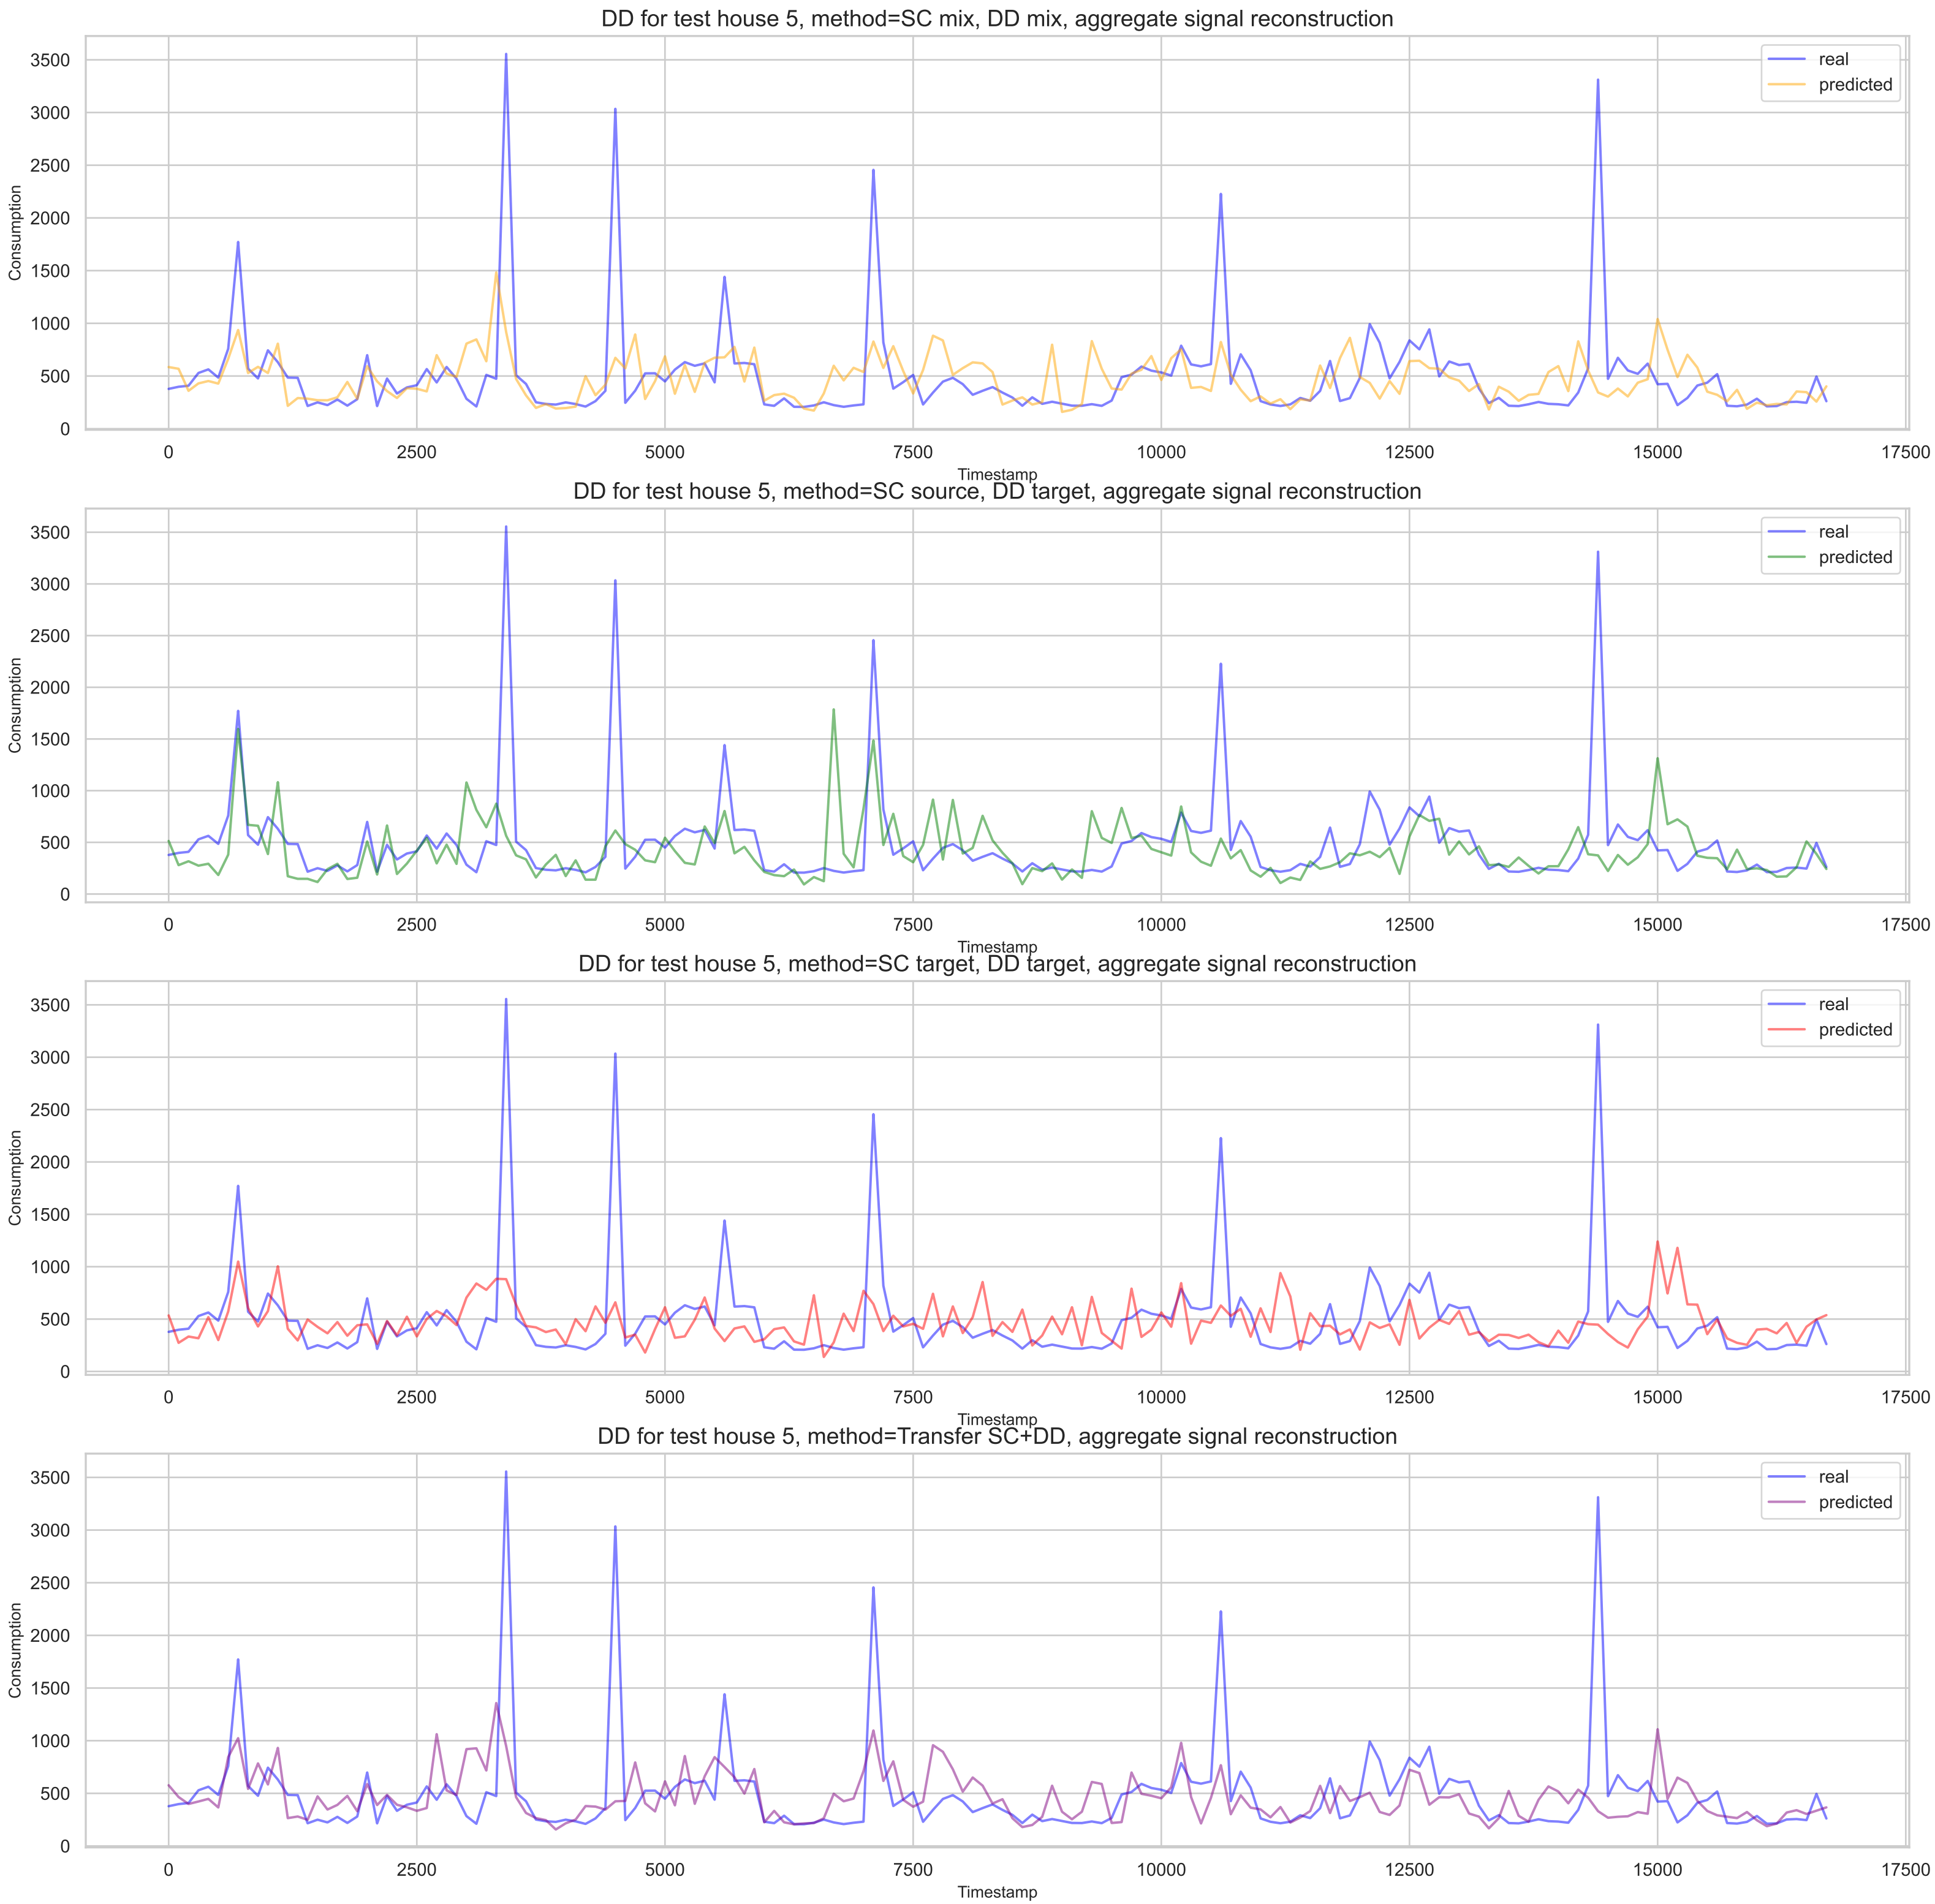 DD for test house 5, method=SC mix, DD mix, aggregate signal reconstruction
real
predicted
3500
3000
2500
2000
1500
1000
500
0
Consumption
0 2500 5000 7500 10000 12500 15000 17500
Timestamp
DD for test house 5, method=SC source, DD target, aggregate signal reconstruction
real
predicted
3500
3000
2500
2000
1500
1000
500
0
Consumption
0 2500 5000 7500 10000 12500 15000 17500
Timestamp
DD for test house 5, method=SC target, DD target, aggregate signal reconstruction
real
predicted
3500
3000
2500
2000
1500
1000
500
0
Consumption
0 2500 5000 7500 10000 12500 15000 17500
Timestamp
DD for test house 5, method=Transfer SC+DD, aggregate signal reconstruction
real
predicted
3500
3000
2500
2000
1500
1000
500
0
Consumption
0 2500 5000 7500 10000 12500 15000 17500
Timestamp